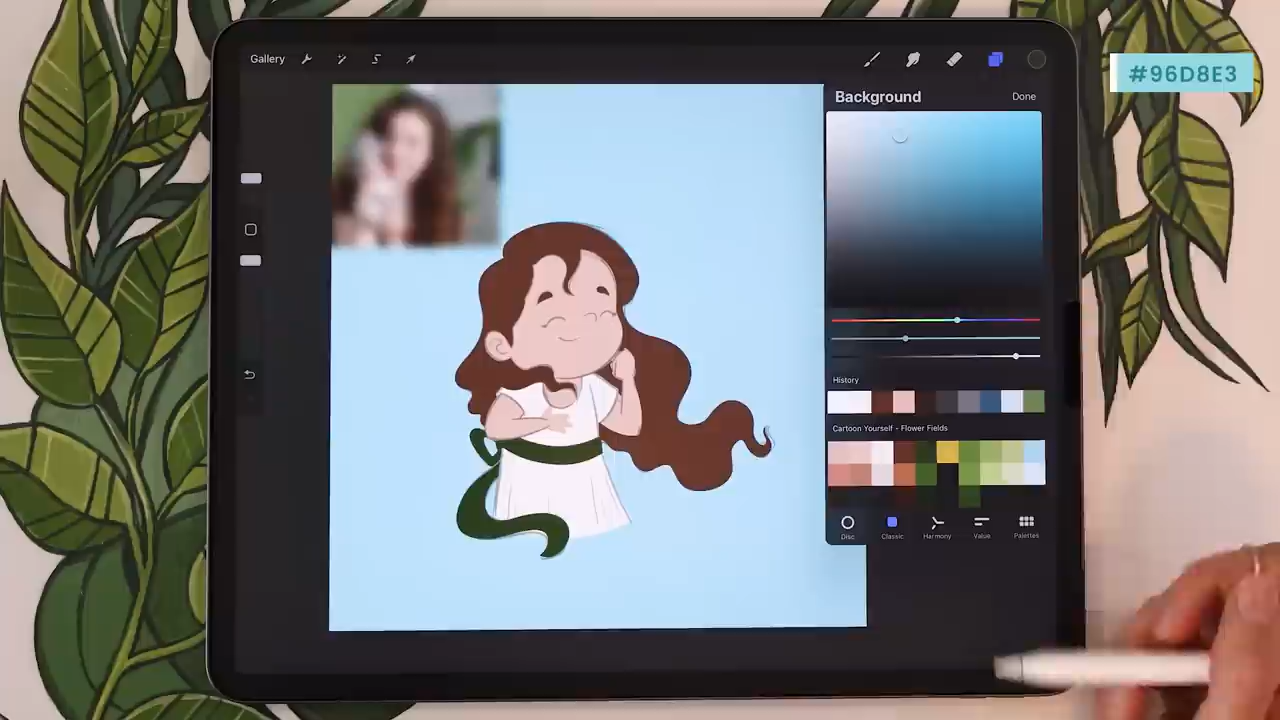 Gallery
#96D8E3
Background
Done
History
Cartoon Yourself - Flower Fields
Disc
Classic
Harmony
Value
Palettes